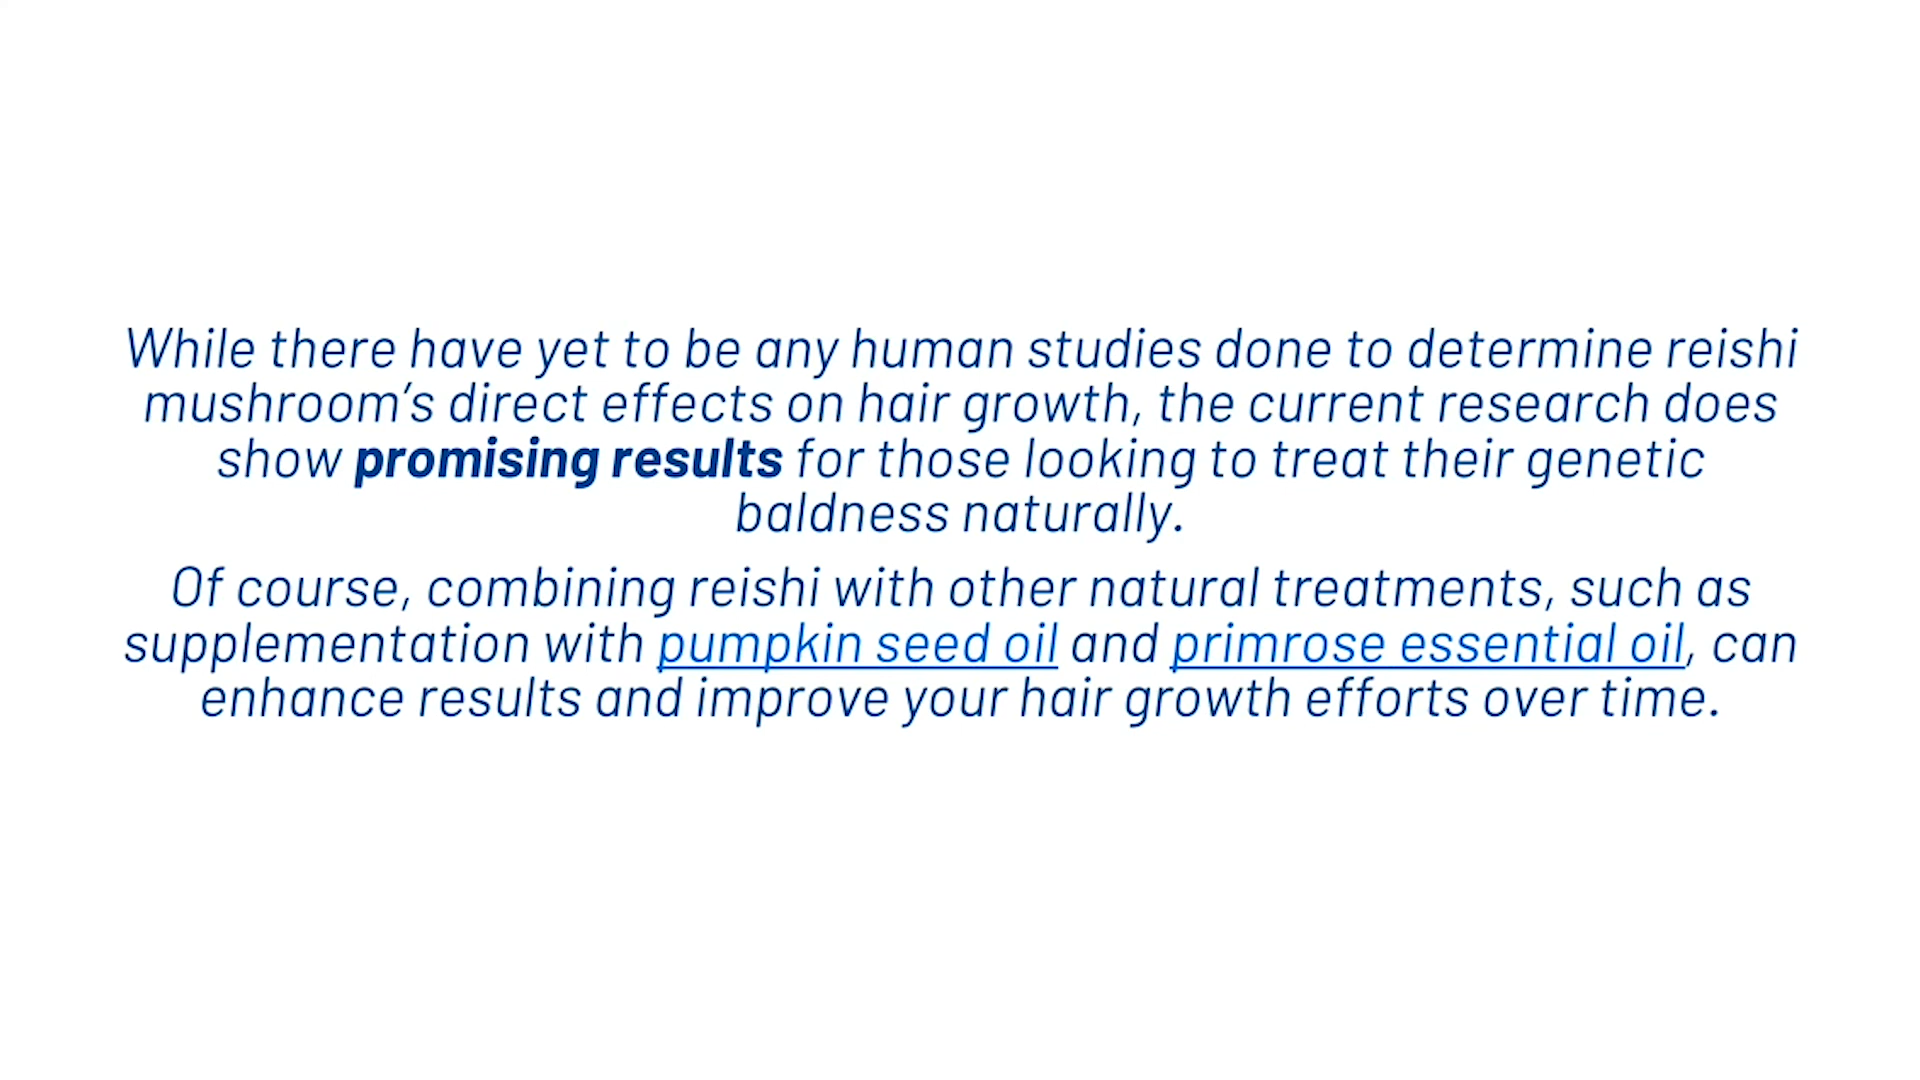 While there have yet to be any human studies done to determine reishi
mushroom’s direct effects on hair growth, the current research does
show promising results for those looking to treat their genetic
baldness naturally.
Of course, combining reishi with other natural treatments, such as
supplementation with pumpkin seed oil and primrose essential oil, can
enhance results and improve your hair growth efforts over time.